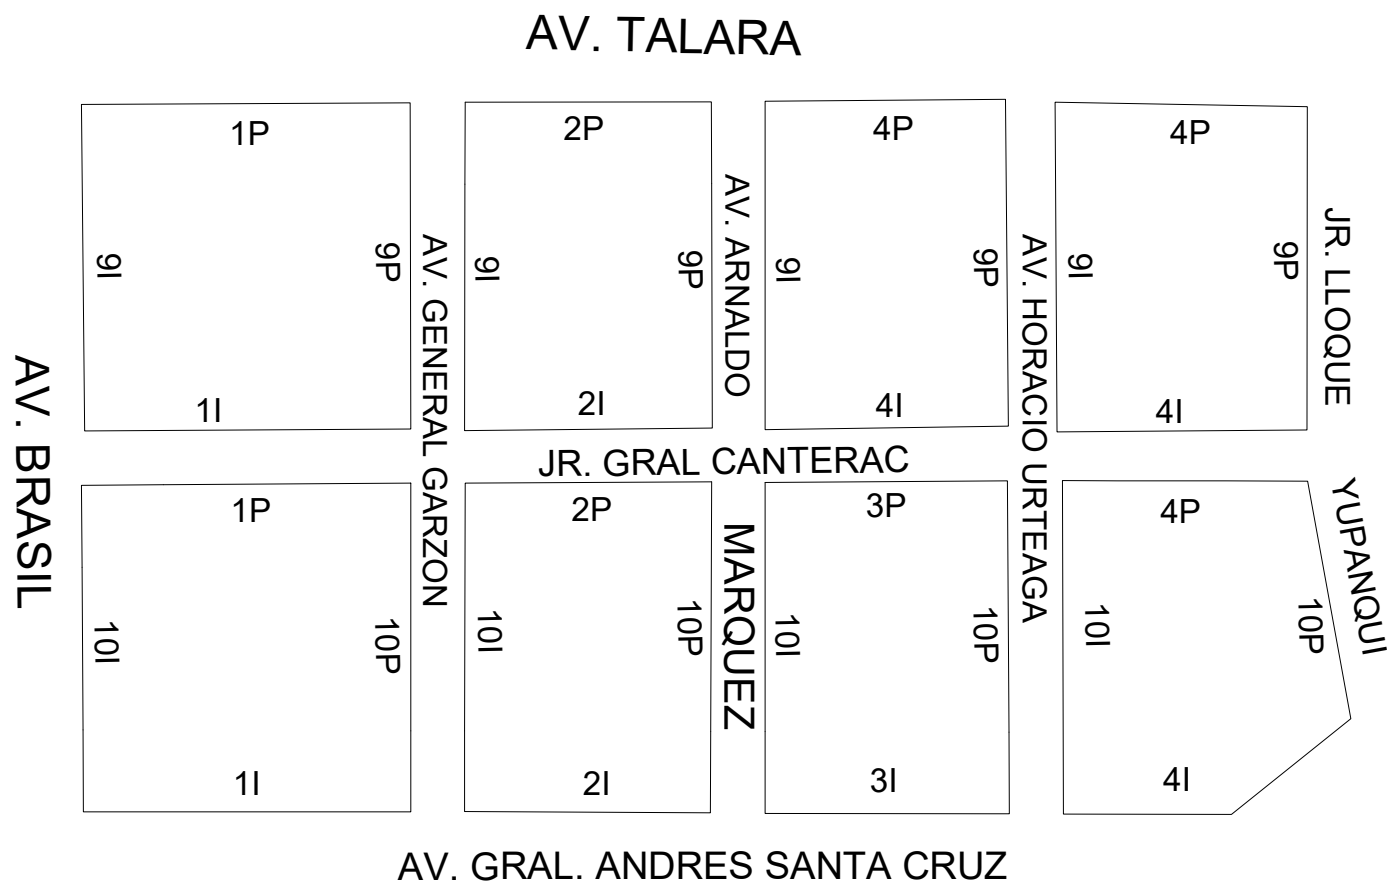 AV. TALARA
1P
2P
4P
4P
9I
9P
9I
9P
9I
9P
9I
9P
1I
2I
4I
4I
AV. BRASIL
AV. GENERAL GARZON
AV. ARNALDO
MARQUEZ
AV. HORACIO URTEAGA
JR. LLOQUE
YUPANQUI
JR. GRAL CANTERAC
1P
2P
3P
4P
10I
10P
10I
10P
10I
10P
10I
10P
1I
2I
3I
4I
AV. GRAL. ANDRES SANTA CRUZ